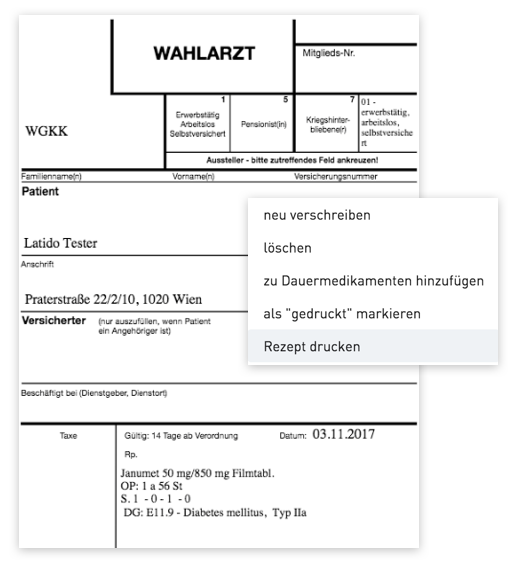 WAHLARZT
Mitglieds-Nr.
WGKK
1
Erwerbstätig
Arbeitslos
Selbstversichert
5
Pensionist(in)
7
Kriegshinter-
bliebene(r)
01 -
erwerbstätig,
arbeitslos,
selbstversiche
rt
Aussteller - bitte zutreffendes Feld ankreuzen!
Familienname(n) Vorname(n) Versicherungsnummer
Patient
Latido Tester
Anschrift
Praterstraße 22/2/10, 1020 Wien
Versicherter (nur auszufüllen, wenn Patient
ein Angehöriger ist)
Beschäftigt bei (Dienstgeber, Dienstort)
neu verschreiben
löschen
zu Dauermedikamenten hinzufügen
als "gedruckt" markieren
Rezept drucken
Taxe
Gültig: 14 Tage ab Verordnung Datum: 03.11.2017
Rp.
Janumet 50 mg/850 mg Filmtabl.
OP: 1 a 56 St
S. 1 - 0 - 1 - 0
DG: E11.9 - Diabetes mellitus, Typ IIa